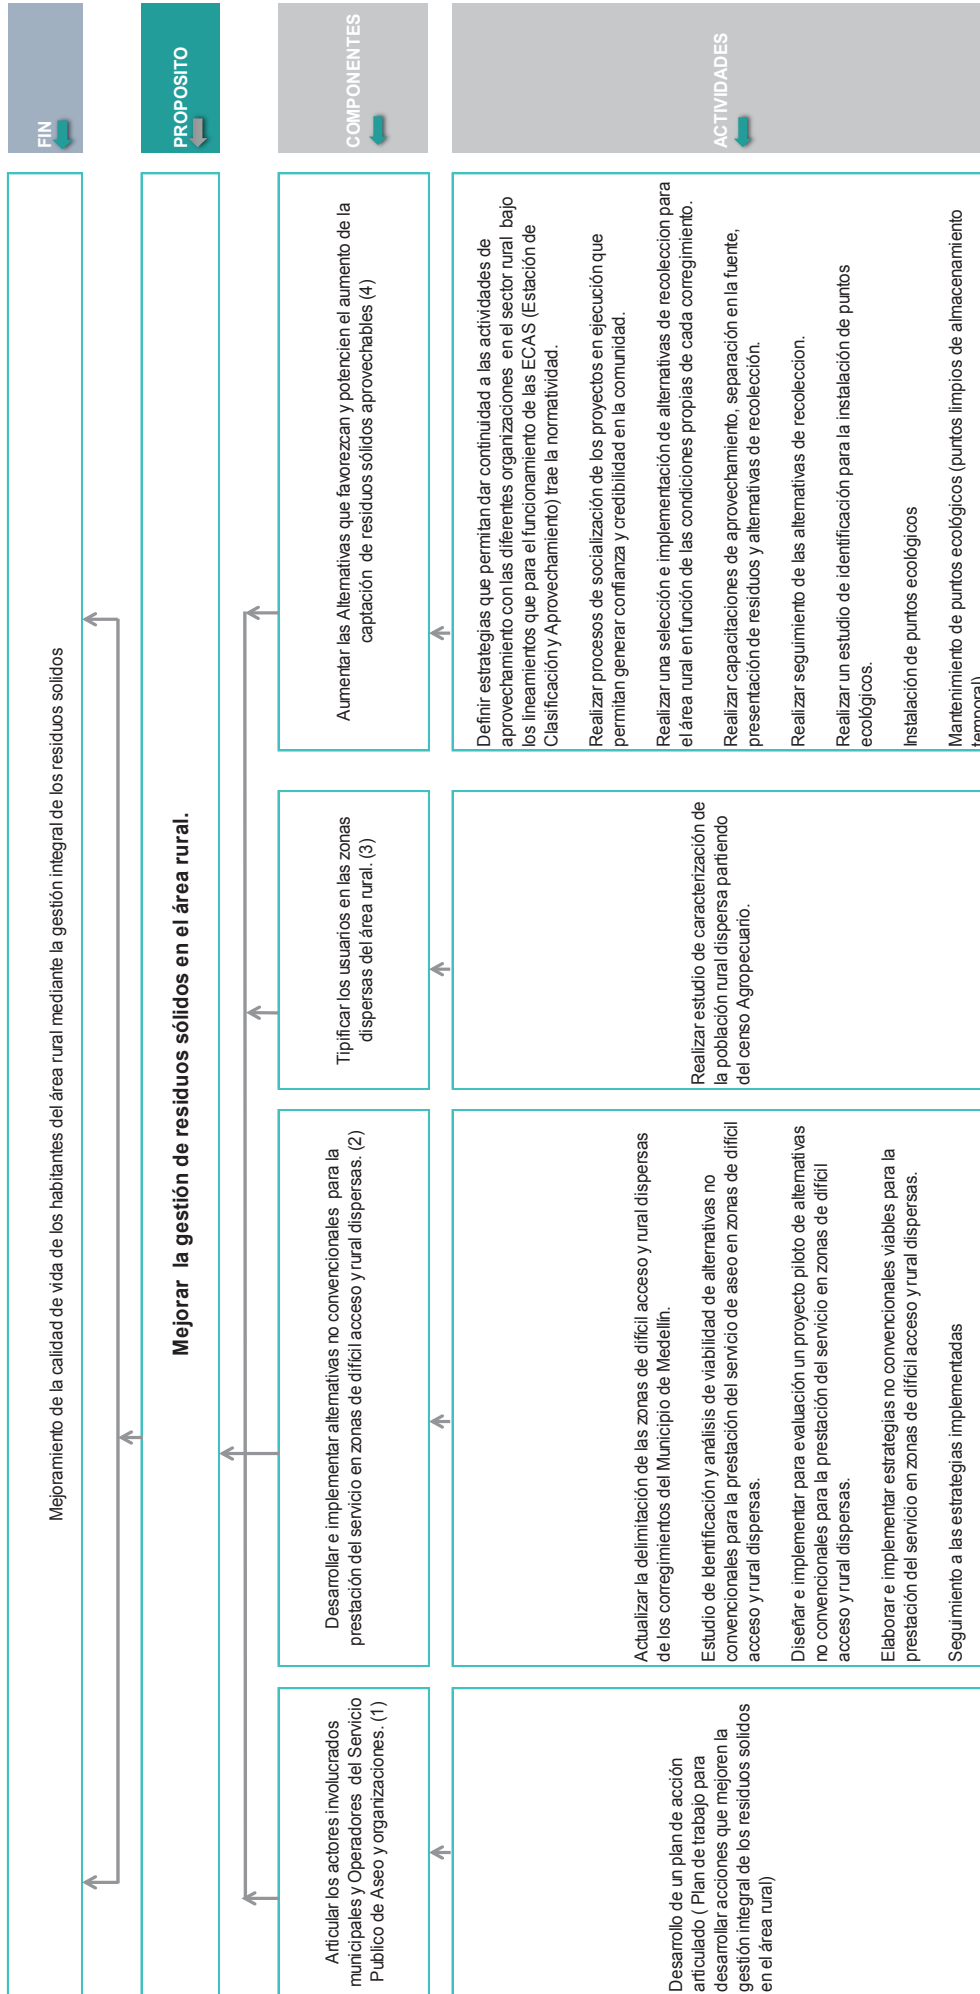 FIN
Mejoramiento de la calidad de vida de los habitantes del área rural mediante la gestión integral de los residuos solidos
PROPOSITO
Mejorar la gestión de residuos sólidos en el área rural.
COMPONENTES
Articular los actores involucrados
municipales y Operadores del Servicio
Publico de Aseo y organizaciones. (1)
Desarrollar e implementar alternativas no convencionales para la
prestación del servicio en zonas de difícil acceso y rural dispersas. (2)
Tipificar los usuarios en las zonas
dispersas del área rural. (3)
Aumentar las Alternativas que favorezcan y potencien el aumento de la
captación de residuos sólidos aprovechables (4)
ACTIVIDADES
Desarrollo de un plan de acción
articulado ( Plan de trabajo para
desarrollar acciones que mejoren la
gestión integral de los residuos solidos
en el área rural)
Actualizar la delimitación de las zonas de difícil acceso y rural dispersas
de los corregimientos del Municipio de Medellín.
Estudio de Identificación y análisis de viabilidad de alternativas no
convencionales para la prestación del servicio de aseo en zonas de difícil
acceso y rural dispersas.
Diseñar e implementar para evaluación un proyecto piloto de alternativas
no convencionales para la prestación del servicio en zonas de difícil
acceso y rural dispersas.
Elaborar e implementar estrategias no convencionales viables para la
prestación del servicio en zonas de difícil acceso y rural dispersas.
Seguimiento a las estrategias implementadas
Realizar estudio de caracterización de
la población rural dispersa partiendo
del censo Agropecuario.
Definir estrategias que permitan dar continuidad a las actividades de
aprovechamiento con las diferentes organizaciones en el sector rural bajo
los lineamientos que para el funcionamiento de las ECAS (Estación de
Clasificación y Aprovechamiento) trae la normatividad.
Realizar procesos de socialización de los proyectos en ejecución que
permitan generar confianza y credibilidad en la comunidad.
Realizar una selección e implementación de alternativas de recoleccion para
el área rural en función de las condiciones propias de cada corregimiento.
Realizar capacitaciones de aprovechamiento, separación en la fuente,
presentación de residuos y alternativas de recolección.
Realizar seguimiento de las alternativas de recoleccion.
Realizar un estudio de identificación para la instalación de puntos
ecológicos.
Instalación de puntos ecológicos
Mantenimiento de puntos ecológicos (puntos limpios de almacenamiento
temporal)